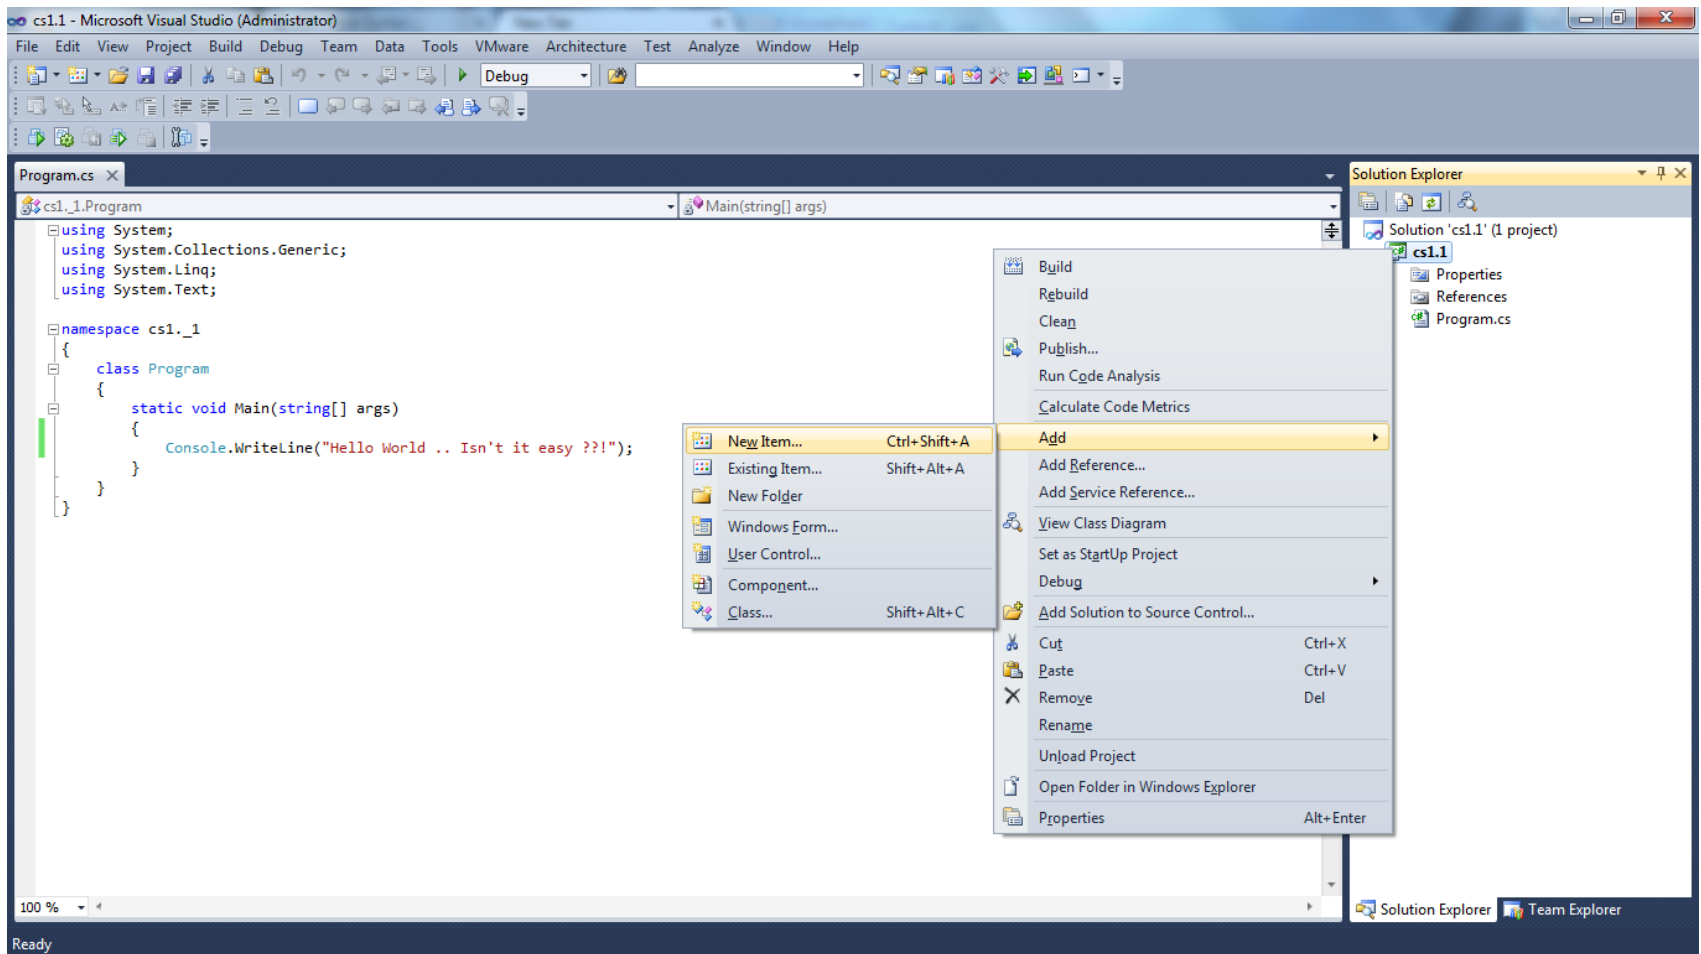 cs1.1 - Microsoft Visual Studio (Administrator)
File Edit View Project Build Debug Team Data Tools VMware Architecture Test Analyze Window Help
Debug
Program.cs
cs1._1.Program
Main(string[] args)
using System;
using System.Collections.Generic;
using System.Linq;
using System.Text;
namespace cs1._1
{
class Program
{
static void Main(string[] args)
{
Console.WriteLine("Hello World .. Isn't it easy ??!");
}
}
}
New Item... Ctrl+Shift+A
Existing Item... Shift+Alt+A
New Folder
Windows Form...
User Control...
Component...
Class... Shift+Alt+C
Build
Rebuild
Clean
Publish...
Run Code Analysis
Calculate Code Metrics
Add
Add Reference...
Add Service Reference...
View Class Diagram
Set as StartUp Project
Debug
Add Solution to Source Control...
Cut Ctrl+X
Paste Ctrl+V
Remove Del
Rename
Unload Project
Open Folder in Windows Explorer
Properties Alt+Enter
Solution Explorer
Solution 'cs1.1' (1 project)
cs1.1
Properties
References
Program.cs
100 %
Solution Explorer Team Explorer
Ready